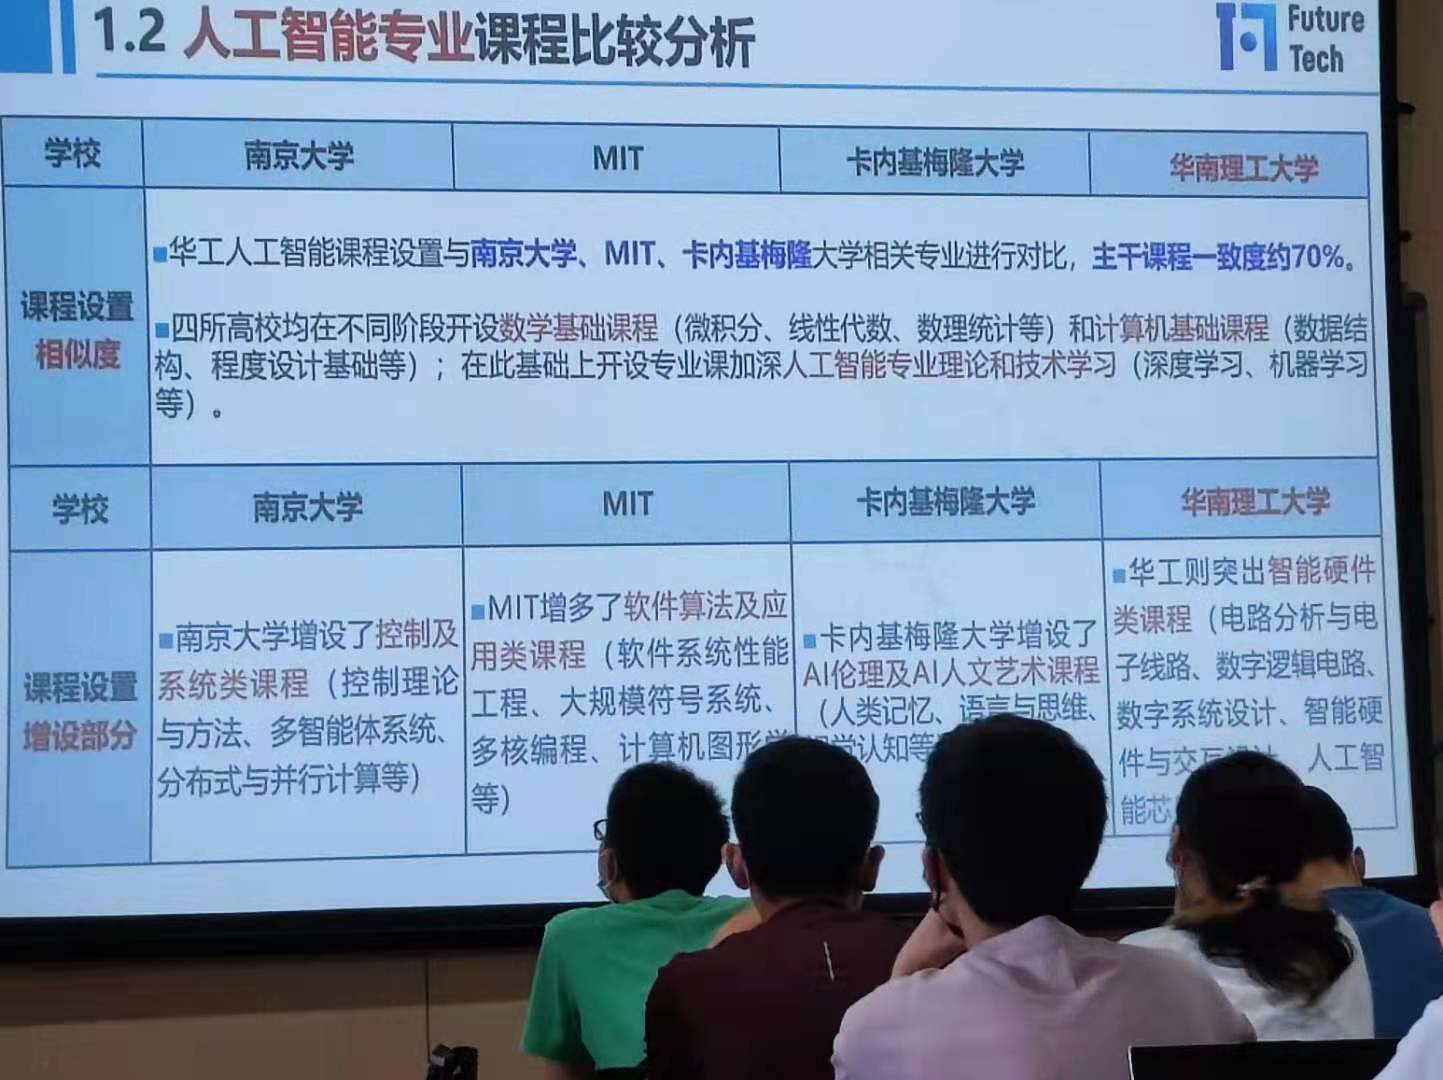 1.2 人工智能专业课程比较分析
Future
Tech
学校
南京大学
MIT
卡内基梅隆大学
华南理工大学
课程设置
相似度
■华工人工智能课程设置与南京大学、MIT、卡内基梅隆大学相关专业进行对比，主干课程一致度约70%。
■四所高校均在不同阶段开设数学基础课程（微积分、线性代数、数理统计等）和计算机基础课程（数据结
构、程度设计基础等）；在此基础上开设专业课加深人工智能专业理论和技术学习（深度学习、机器学习
等）。
学校
南京大学
MIT
卡内基梅隆大学
华南理工大学
课程设置
增设部分
■南京大学增设了控制及
系统类课程（控制理论
与方法、多智能体系统、
分布式与并行计算等）
■MIT增多了软件算法及应
用类课程（软件系统性能
工程、大规模符号系统、
多核编程、计算机图形学
等）
■卡内基梅隆大学增设了
AI伦理及AI人文艺术课程
（人类记忆、语言与思维、
觉认知等
■华工则突出智能硬件
类课程（电路分析与电
子线路、数字逻辑电路、
数字系统设计、智能硬
件与交互设计、人工智
能芯